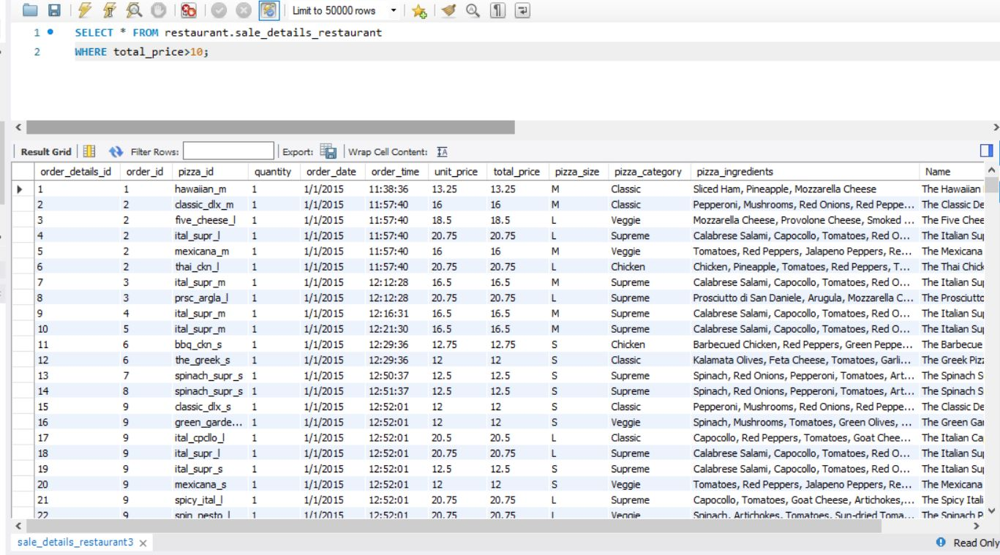 Limit to 50000 rows
1 SELECT * FROM restaurant.sale_details_restaurant
2 WHERE total_price>10;
Result Grid Filter Rows: Export: Wrap Cell Content: IA
order_details_id order_id pizza_id quantity order_date order_time unit_price total_price pizza_size pizza_category pizza_ingredients Name
1 1 hawaiian_m 1 1/1/2015 11:38:36 13.25 13.25 M Classic Sliced Ham, Pineapple, Mozzarella Cheese The Hawaiian
2 2 classic_dlx_m 1 1/1/2015 11:57:40 16 16 M Classic Pepperoni, Mushrooms, Red Onions, Red Peppe... The Classic De
3 2 five_cheese_l 1 1/1/2015 11:57:40 18.5 18.5 L Veggie Mozzarella Cheese, Provolone Cheese, Smoked ... The Five Chee
4 2 ital_supr_l 1 1/1/2015 11:57:40 20.75 20.75 L Supreme Calabrese Salami, Capocollo, Tomatoes, Red O... The Italian Su
5 2 mexicana_m 1 1/1/2015 11:57:40 16 16 M Veggie Tomatoes, Red Peppers, Jalapeno Peppers, Re... The Mexicana
6 2 thai_ckn_l 1 1/1/2015 11:57:40 20.75 20.75 L Chicken Chicken, Pineapple, Tomatoes, Red Peppers, T... The Thai Chick
7 3 ital_supr_m 1 1/1/2015 12:12:28 16.5 16.5 M Supreme Calabrese Salami, Capocollo, Tomatoes, Red O... The Italian Su
8 3 prsc_argla_l 1 1/1/2015 12:12:28 20.75 20.75 L Supreme Prosciutto di San Daniele, Arugula, Mozzarella C... The Prosciutto
9 4 ital_supr_m 1 1/1/2015 12:16:31 16.5 16.5 M Supreme Calabrese Salami, Capocollo, Tomatoes, Red O... The Italian Su
10 5 ital_supr_m 1 1/1/2015 12:21:30 16.5 16.5 M Supreme Calabrese Salami, Capocollo, Tomatoes, Red O... The Italian Su
11 6 bbq_ckn_s 1 1/1/2015 12:29:36 12.75 12.75 S Chicken Barbecued Chicken, Red Peppers, Green Peppe... The Barbecue
12 6 the_greek_s 1 1/1/2015 12:29:36 12 12 S Classic Kalamata Olives, Feta Cheese, Tomatoes, Garli... The Greek Piz
13 7 spinach_supr_s 1 1/1/2015 12:50:37 12.5 12.5 S Supreme Spinach, Red Onions, Pepperoni, Tomatoes, Art... The Spinach S
14 8 spinach_supr_s 1 1/1/2015 12:51:37 12.5 12.5 S Supreme Spinach, Red Onions, Pepperoni, Tomatoes, Art... The Spinach S
15 9 classic_dlx_s 1 1/1/2015 12:52:01 12 12 S Classic Pepperoni, Mushrooms, Red Onions, Red Peppe... The Classic De
16 9 green_garde... 1 1/1/2015 12:52:01 12 12 S Veggie Spinach, Mushrooms, Tomatoes, Green Olives, ... The Green Gar
17 9 ital_cpcllo_l 1 1/1/2015 12:52:01 20.5 20.5 L Classic Capocollo, Red Peppers, Tomatoes, Goat Chee... The Italian Ca
18 9 ital_supr_l 1 1/1/2015 12:52:01 20.75 20.75 L Supreme Calabrese Salami, Capocollo, Tomatoes, Red O... The Italian Su
19 9 ital_supr_s 1 1/1/2015 12:52:01 12.5 12.5 S Supreme Calabrese Salami, Capocollo, Tomatoes, Red O... The Italian Su
20 9 mexicana_s 1 1/1/2015 12:52:01 12 12 S Veggie Tomatoes, Red Peppers, Jalapeno Peppers, Re... The Mexicana
21 9 spicy_ital_l 1 1/1/2015 12:52:01 20.75 20.75 L Supreme Capocollo, Tomatoes, Goat Cheese, Artichokes,... The Spicy Itali
22 9 spin_pesto_l 1 1/1/2015 12:52:01 20.75 20.75 L Veggie Spinach, Artichokes, Tomatoes, Sun-dried Toma... The Spinach P
sale_details_restaurant3 Read Only